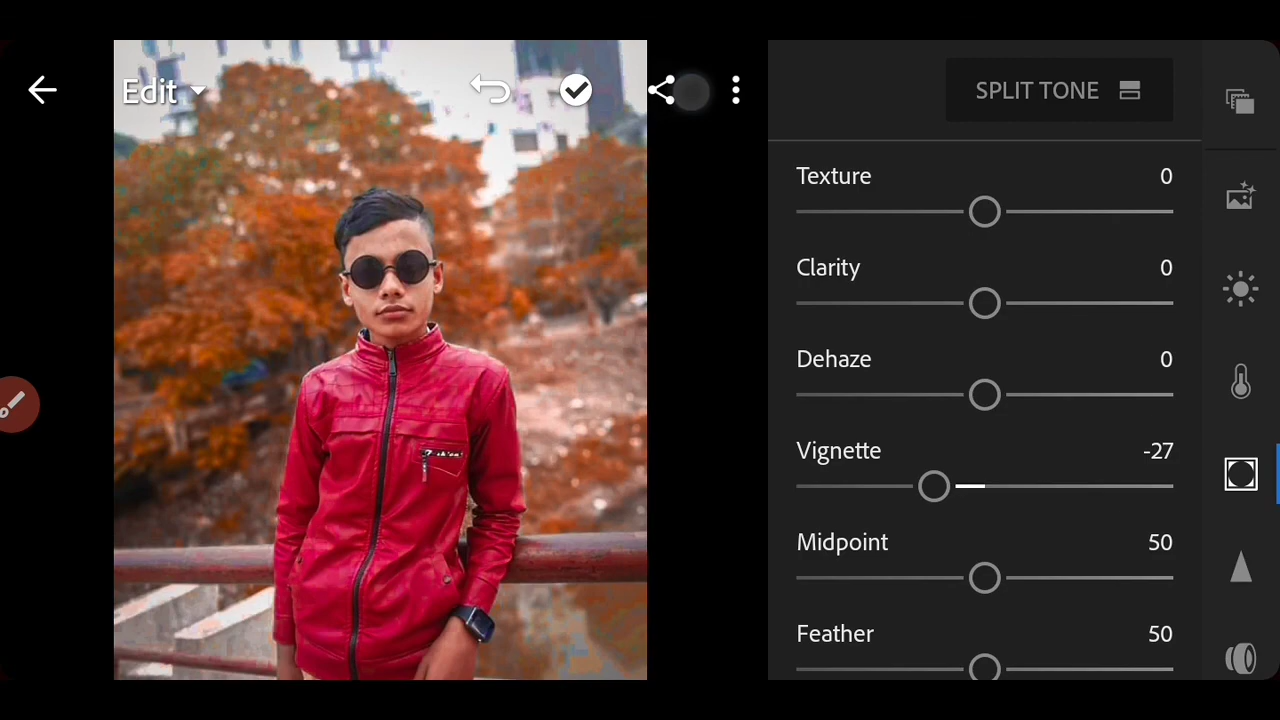 Edit
SPLIT TONE
Texture 0
Clarity 0
Dehaze 0
Vignette -27
Midpoint 50
Feather 50